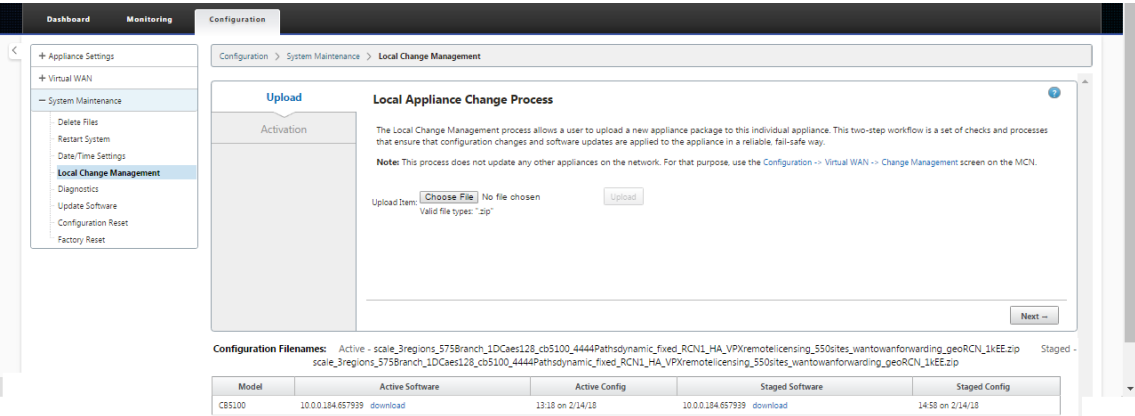 Dashboard Monitoring Configuration
+ Appliance Settings
+ Virtual WAN
− System Maintenance
Delete Files
Restart System
Date/Time Settings
Local Change Management
Diagnostics
Update Software
Configuration Reset
Factory Reset
Configuration > System Maintenance > Local Change Management
Upload
Activation
Local Appliance Change Process
?
The Local Change Management process allows a user to upload a new appliance package to this individual appliance. This two-step workflow is a set of checks and processes
that ensure that configuration changes and software updates are applied to the appliance in a reliable, fail-safe way.
Note: This process does not update any other appliances on the network. For that purpose, use the Configuration -> Virtual WAN -> Change Management screen on the MCN.
Upload Item: Choose File No file chosen Upload
Valid file types: ".zip"
Next --
Configuration Filenames: Active - scale_3regions_575Branch_1DCaes128_cb5100_4444Pathsdynamic_fixed_RCN1_HA_VPXremotelicensing_550sites_wantowanforwarding_geoRCN_1kEE.zip Staged -
scale_3regions_575Branch_1DCaes128_cb5100_4444Pathsdynamic_fixed_RCN1_HA_VPXremotelicensing_550sites_wantowanforwarding_geoRCN_1kEE.zip
Model Active Software Active Config Staged Software Staged Config
CB5100 10.0.0.184.657939 download 13:18 on 2/14/18 10.0.0.184.657939 download 14:58 on 2/14/18